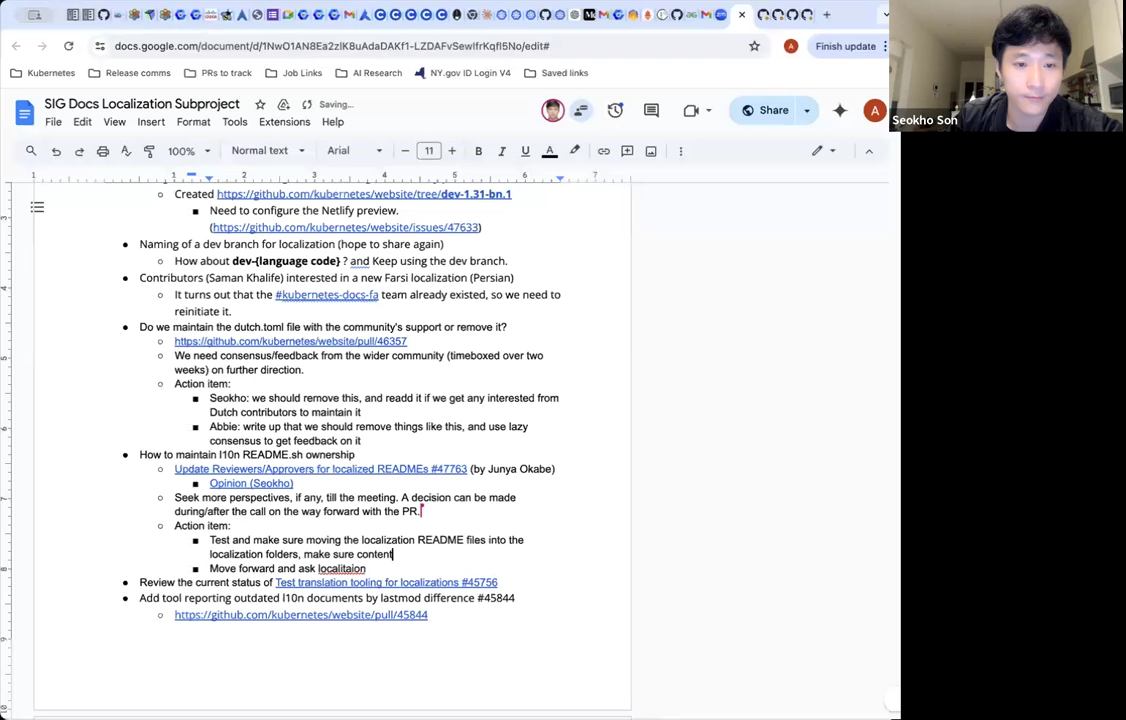 docs.google.com/document/d/1NwO1AN8Ea2zlK8uAdaDAKf1-LZDAFvSewlfrKqfI5No/edit#
Finish update
Kubernetes
Release comms
PRs to track
Job Links
AI Research
NY.gov ID Login V4
Saved links
SIG Docs Localization Subproject
Saving...
File Edit View Insert Format Tools Extensions Help
Share
A
Seokho Son
100%
Normal text
Arial
11
B I U A
1 1 2 3 4 5 6 7
○ Created https://github.com/kubernetes/website/tree/dev-1.31-bn.1
■ Need to configure the Netlify preview.
(https://github.com/kubernetes/website/issues/47633)
● Naming of a dev branch for localization (hope to share again)
○ How about dev-{language code} ? and Keep using the dev branch.
● Contributors (Saman Khalife) interested in a new Farsi localization (Persian)
○ It turns out that the #kubernetes-docs-fa team already existed, so we need to
reinitiate it.
● Do we maintain the dutch.toml file with the community's support or remove it?
○ https://github.com/kubernetes/website/pull/46357
○ We need consensus/feedback from the wider community (timeboxed over two
weeks) on further direction.
○ Action item:
■ Seokho: we should remove this, and readd it if we get any interested from
Dutch contributors to maintain it
■ Abbie: write up that we should remove things like this, and use lazy
consensus to get feedback on it
● How to maintain l10n README.sh ownership
○ Update Reviewers/Approvers for localized READMEs #47763 (by Junya Okabe)
■ Opinion (Seokho)
○ Seek more perspectives, if any, till the meeting. A decision can be made
during/after the call on the way forward with the PR.
○ Action item:
■ Test and make sure moving the localization README files into the
localization folders, make sure content
■ Move forward and ask localitaion
● Review the current status of Test translation tooling for localizations #45756
● Add tool reporting outdated l10n documents by lastmod difference #45844
○ https://github.com/kubernetes/website/pull/45844